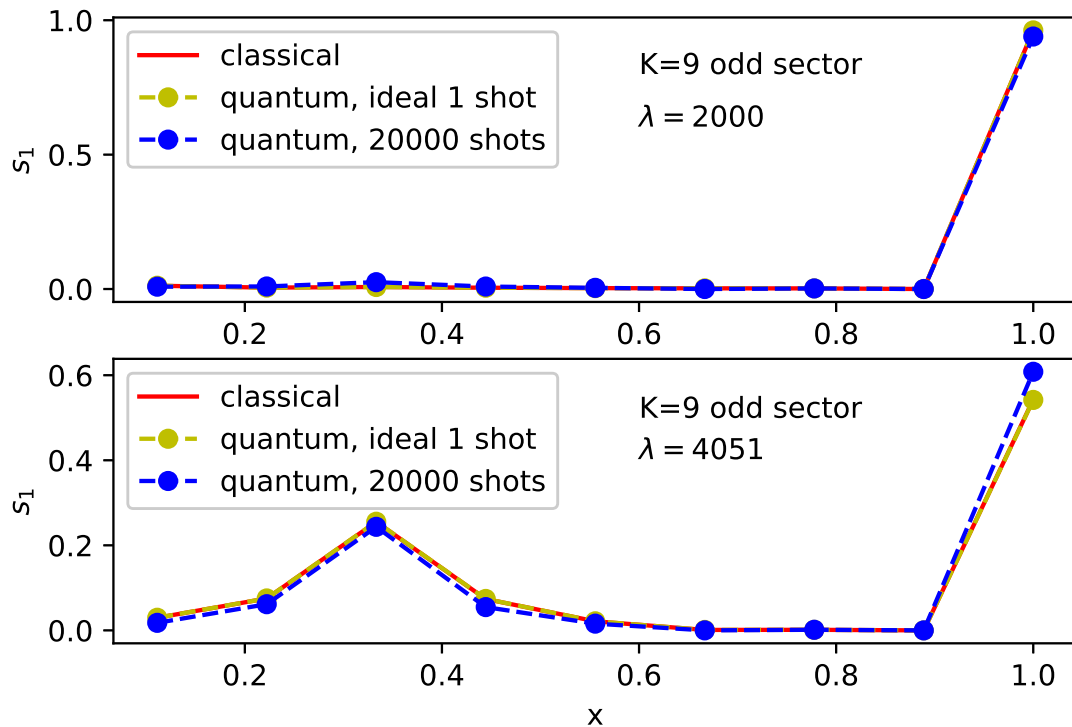 1.0
0.5
0.0
s₁
classical
quantum, ideal 1 shot
quantum, 20000 shots
K=9 odd sector
λ = 2000
0.2 0.4 0.6 0.8 1.0
0.6
0.4
0.2
0.0
s₁
classical
quantum, ideal 1 shot
quantum, 20000 shots
K=9 odd sector
λ = 4051
0.2 0.4 0.6 0.8 1.0
x